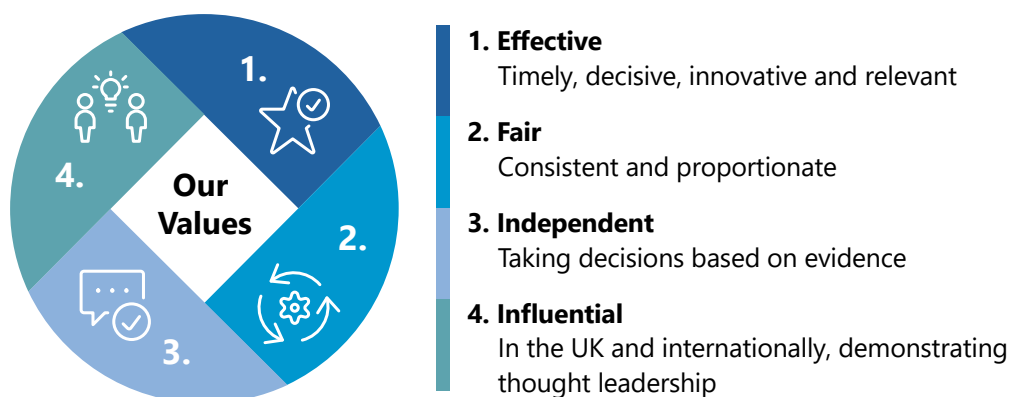 1.
2.
3.
4.
Our
Values
1. Effective
Timely, decisive, innovative and relevant
2. Fair
Consistent and proportionate
3. Independent
Taking decisions based on evidence
4. Influential
In the UK and internationally, demonstrating
thought leadership